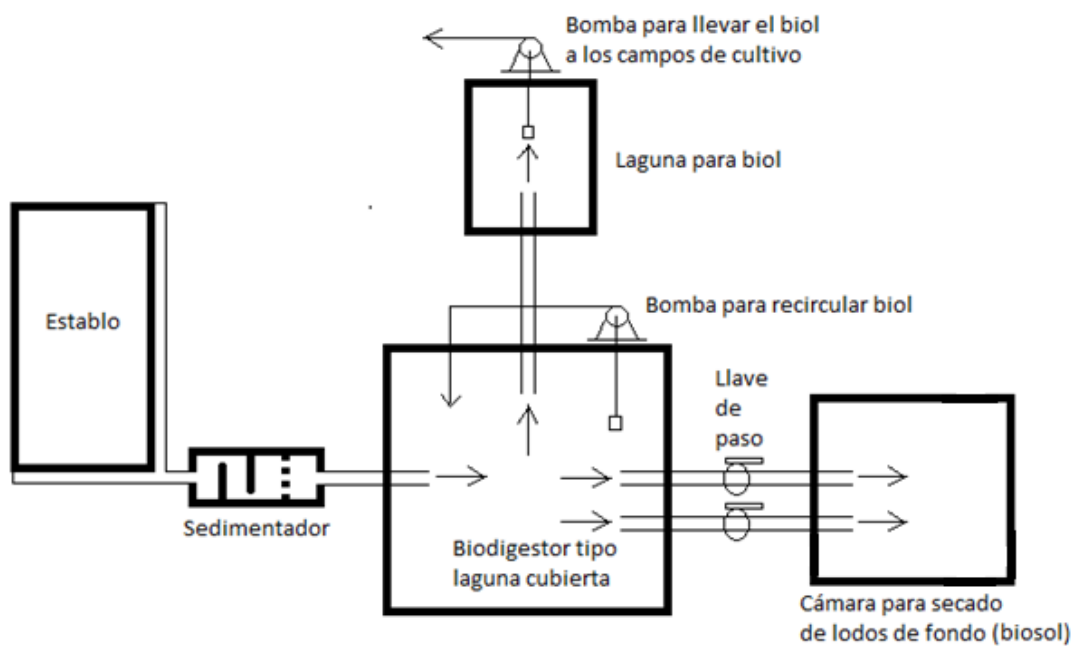 Bomba para llevar el biol
a los campos de cultivo
Laguna para biol
Establo
Bomba para recircular biol
Llave
de
paso
Sedimentador
Biodigestor tipo
laguna cubierta
Cámara para secado
de lodos de fondo (biosol)